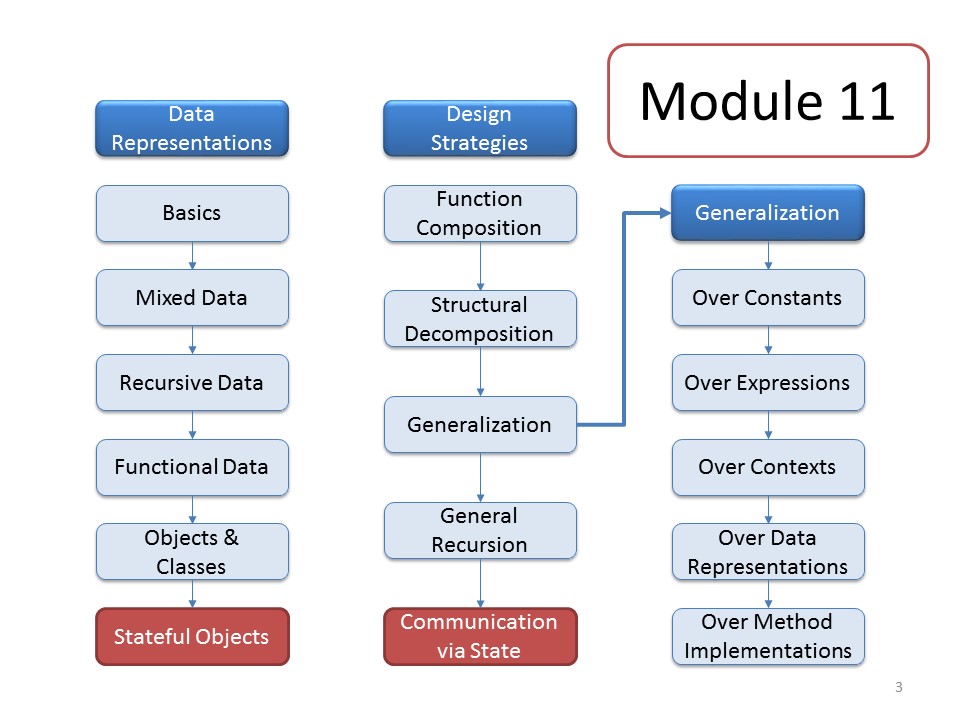 Module 11
Data
Representations
Basics
Mixed Data
Recursive Data
Functional Data
Objects &
Classes
Stateful Objects
Design
Strategies
Function
Composition
Structural
Decomposition
Generalization
General
Recursion
Communication
via State
Generalization
Over Constants
Over Expressions
Over Contexts
Over Data
Representations
Over Method
Implementations
3